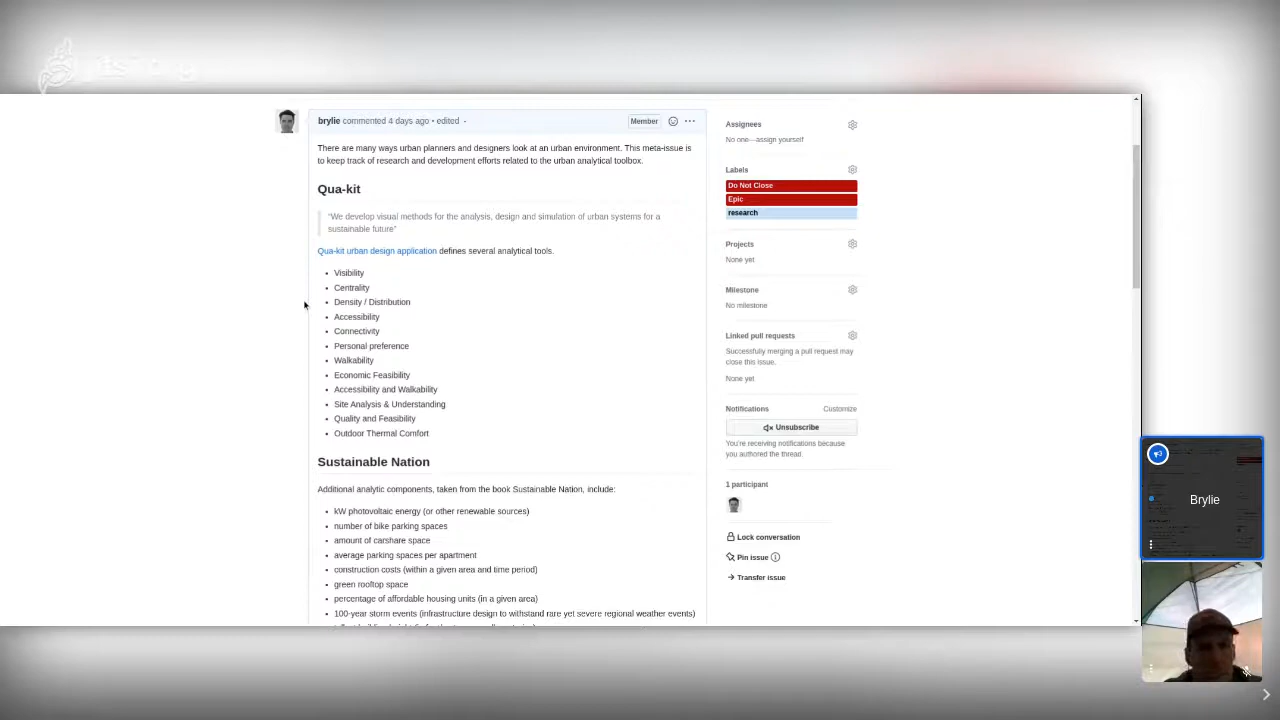 brylie commented 4 days ago • edited
Member
There are many ways urban planners and designers look at an urban environment. This meta-issue is
to keep track of research and development efforts related to the urban analytical toolbox.
Qua-kit
"We develop visual methods for the analysis, design and simulation of urban systems for a
sustainable future"
Qua-kit urban design application defines several analytical tools.
• Visibility
• Centrality
• Density / Distribution
• Accessibility
• Connectivity
• Personal preference
• Walkability
• Economic Feasibility
• Accessibility and Walkability
• Site Analysis & Understanding
• Quality and Feasibility
• Outdoor Thermal Comfort
Sustainable Nation
Additional analytic components, taken from the book Sustainable Nation, include:
• kW photovoltaic energy (or other renewable sources)
• number of bike parking spaces
• amount of carshare space
• average parking spaces per apartment
• construction costs (within a given area and time period)
• green rooftop space
• percentage of affordable housing units (in a given area)
• 100-year storm events (infrastructure design to withstand rare yet severe regional weather events)
Assignees
No one—assign yourself
Labels
Do Not Close
Epic
research
Projects
None yet
Milestone
No milestone
Linked pull requests
Successfully merging a pull request may
close this issue.
None yet
Notifications
Customize
Unsubscribe
You're receiving notifications because
you authored the thread.
1 participant
Lock conversation
Pin issue
Transfer issue
Brylie